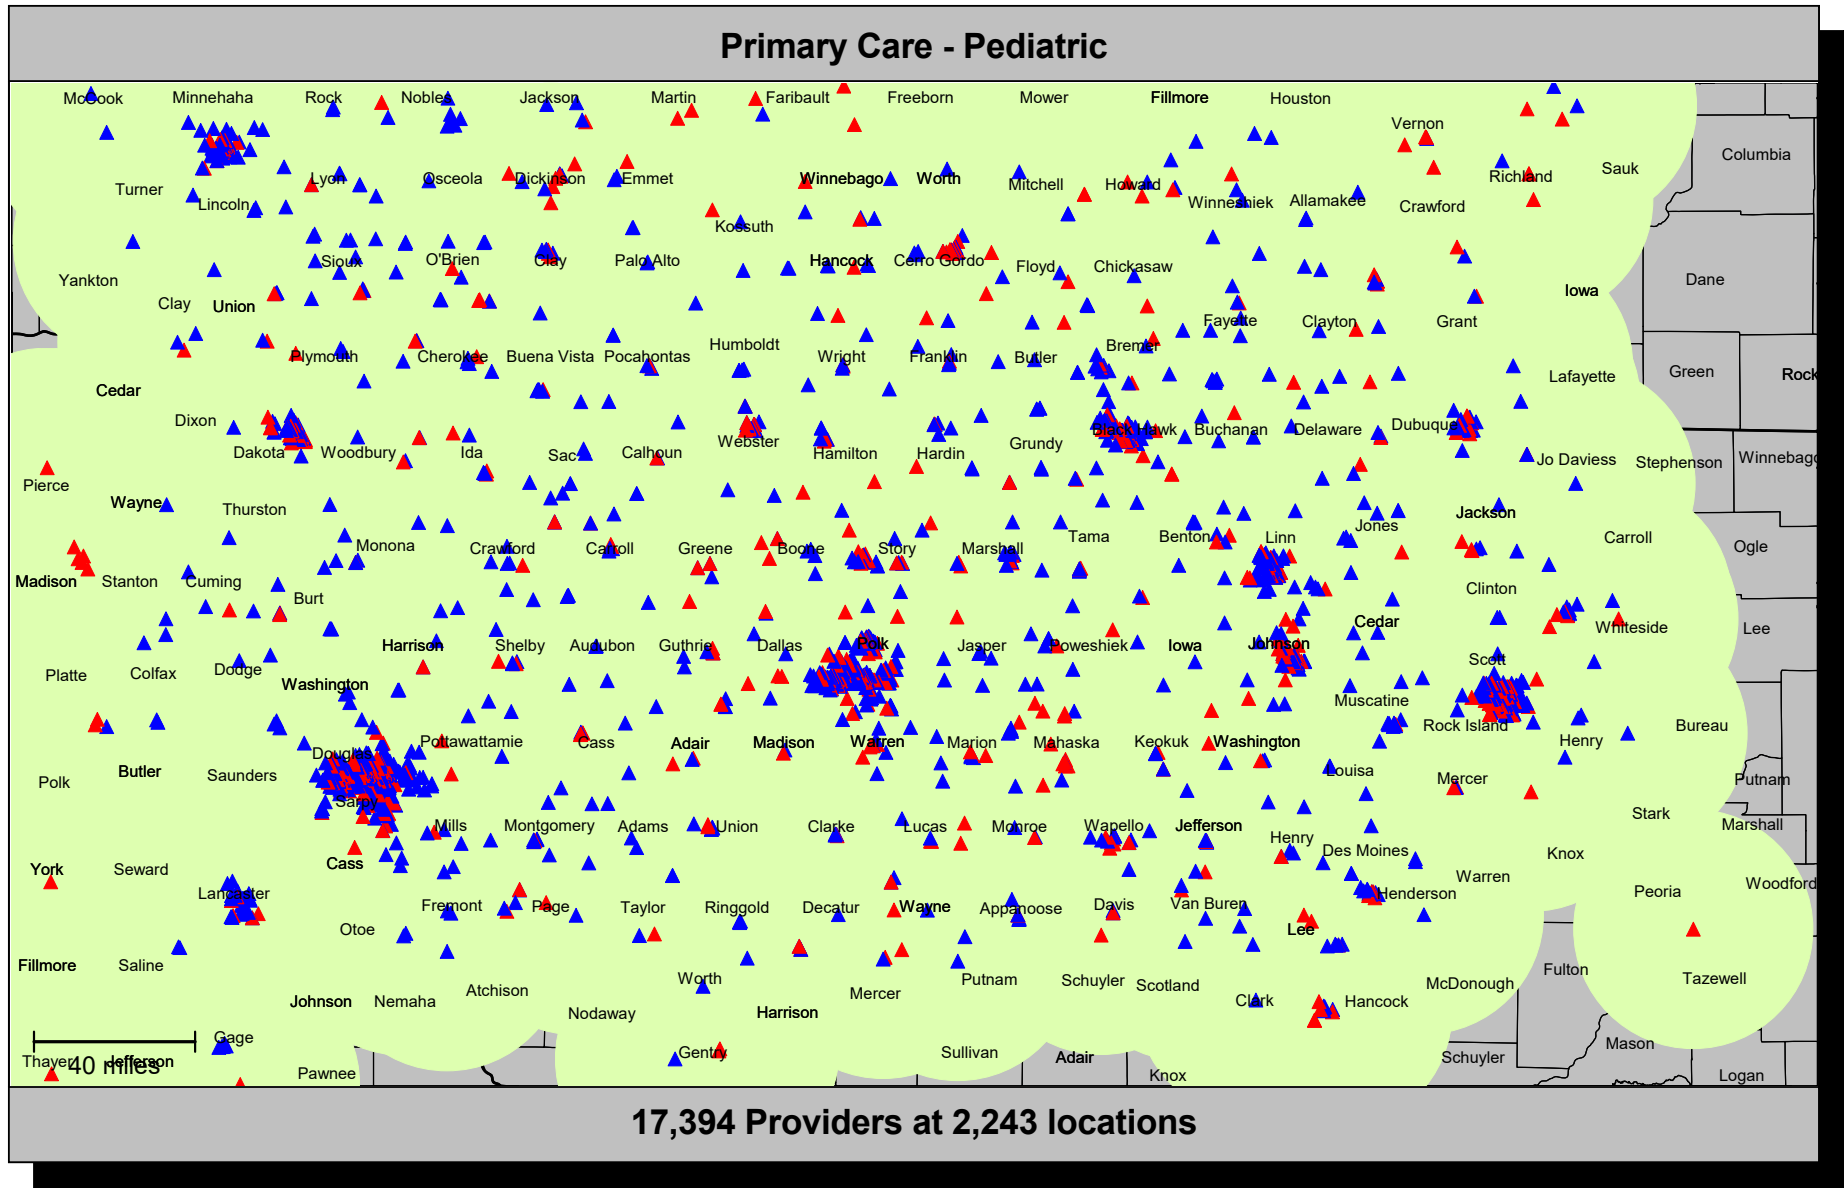 Primary Care - Pediatric
McCook Minnehaha Rock Nobles Jackson Martin Faribault Freeborn Mower Fillmore Houston
Vernon
Columbia
Sauk
Turner Lyon Osceola Dickinson Emmet Winnebago Worth Mitchell Howard Richland
Lincoln Winneshiek Allamakee Crawford
Kossuth
Yankton Sioux O'Brien Clay Palo Alto Hancock Cerro Gordo Floyd Chickasaw Dane
Clay Union Iowa
Fayette Clayton Grant
Plymouth Cherokee Buena Vista Pocahontas Humboldt Wright Franklin Butler Bremer
Cedar Lafayette Green Rock
Dixon Webster Black Hawk Buchanan Delaware Dubuque
Dakota Woodbury Ida Sac Calhoun Hamilton Hardin Grundy Jo Daviess Stephenson Winnebago
Pierce
Wayne Thurston Jackson
Monona Crawford Carroll Greene Boone Story Marshall Tama Benton Linn Jones Carroll Ogle
Madison Stanton Cuming Clinton
Burt
Harrison Shelby Audubon Guthrie Dallas Polk Jasper Poweshiek Iowa Johnson Cedar Whiteside Lee
Platte Colfax Dodge Scott
Washington Muscatine
Rock Island Bureau
Douglas Pottawattamie Cass Adair Madison Warren Marion Mahaska Keokuk Washington Henry
Polk Butler Saunders Louisa Mercer Putnam
Sarpy
Mills Montgomery Adams Union Clarke Lucas Monroe Wapello Jefferson Henry Stark Marshall
Cass Des Moines Knox
York Seward Warren
Lancaster Henderson Peoria Woodford
Fremont Page Taylor Ringgold Decatur Wayne Appanoose Davis Van Buren
Otoe Lee
Fillmore Saline Fulton
Worth Putnam Schuyler Scotland McDonough Tazewell
Johnson Nemaha Atchison Nodaway Harrison Mercer Clark Hancock
Gage
Thayer Jefferson Gentry Sullivan Adair Schuyler Mason
40 miles
Pawnee Knox Logan
17,394 Providers at 2,243 locations